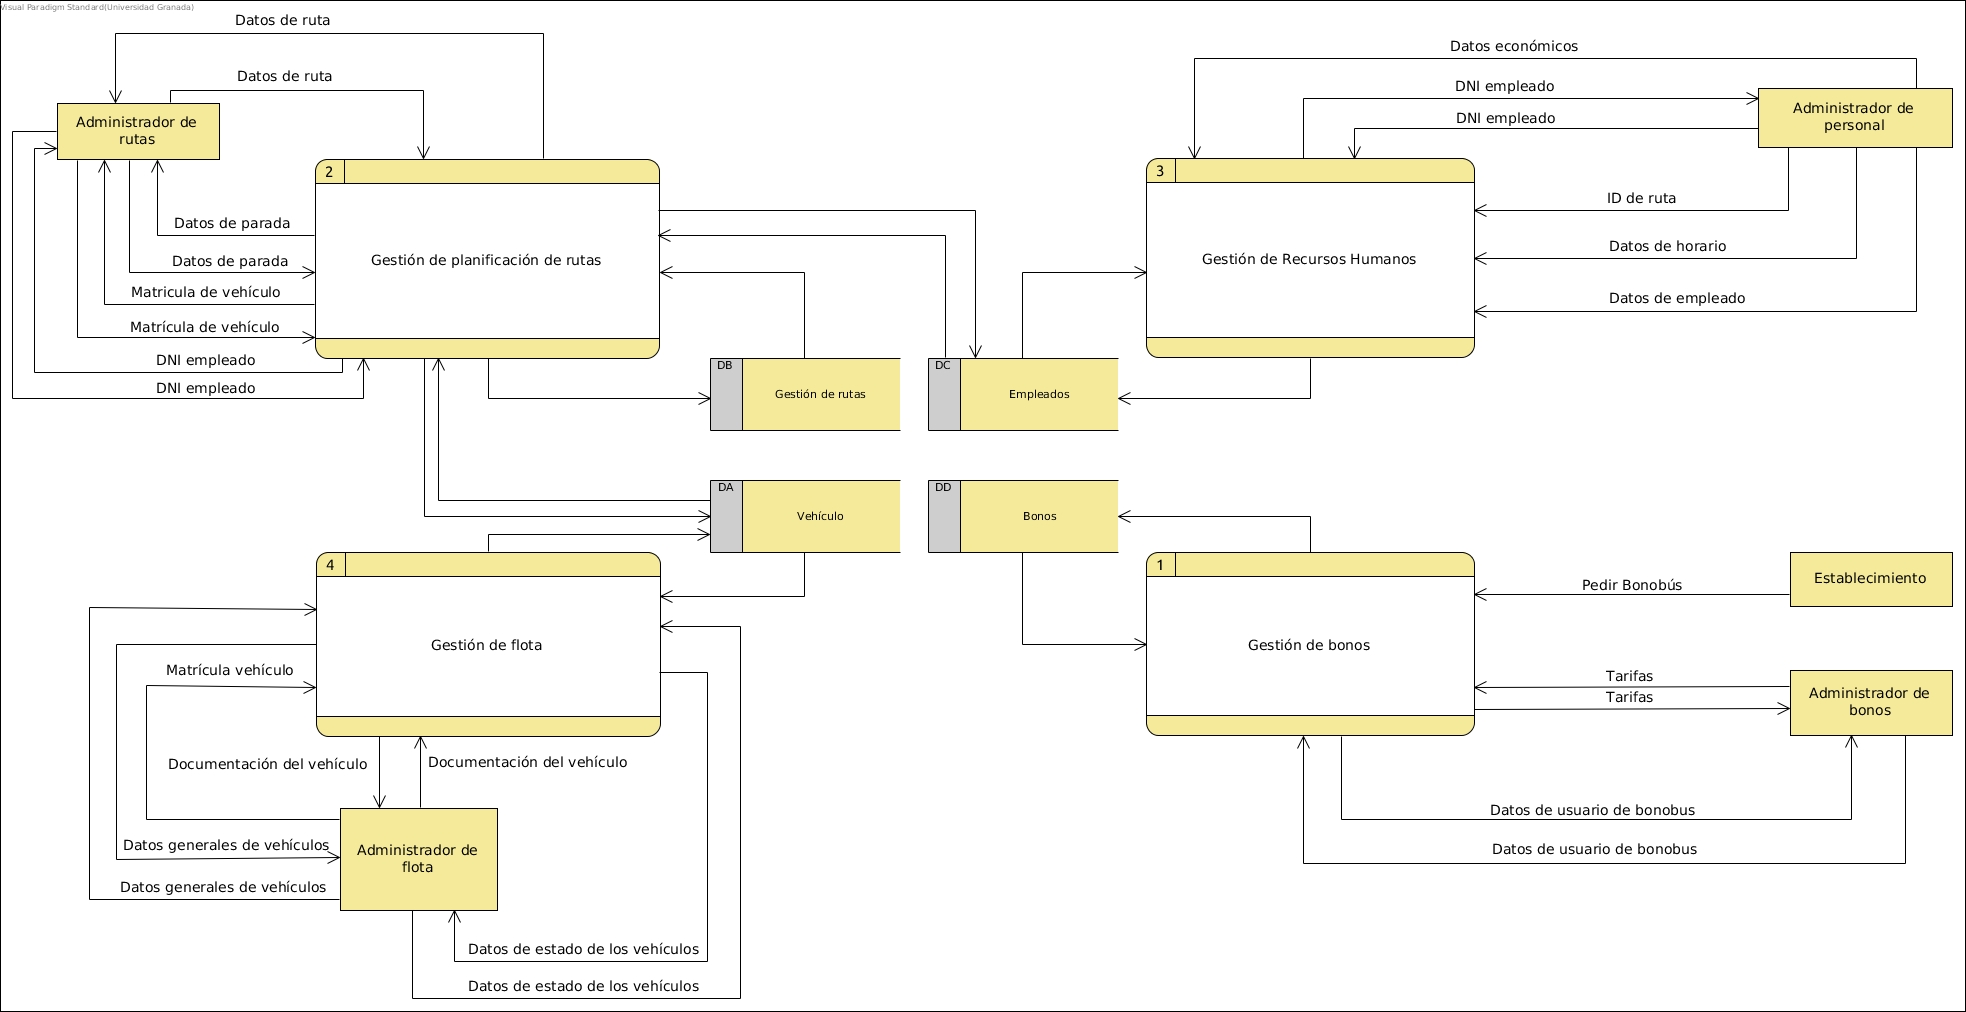 Visual Paradigm Standard(Universidad Granada)
Datos de ruta
Datos de ruta
Administrador de
rutas
2
Gestión de planificación de rutas
Datos de parada
Datos de parada
Matricula de vehículo
Matrícula de vehículo
DNI empleado
DNI empleado
Datos económicos
DNI empleado
DNI empleado
Administrador de
personal
3
Gestión de Recursos Humanos
ID de ruta
Datos de horario
Datos de empleado
DB
Gestión de rutas
DC
Empleados
DA
Vehículo
DD
Bonos
4
Gestión de flota
Matrícula vehículo
Documentación del vehículo
Documentación del vehículo
Administrador de
flota
Datos generales de vehículos
Datos generales de vehículos
Datos de estado de los vehículos
Datos de estado de los vehículos
1
Gestión de bonos
Pedir Bonobús
Establecimiento
Tarifas
Tarifas
Administrador de
bonos
Datos de usuario de bonobus
Datos de usuario de bonobus